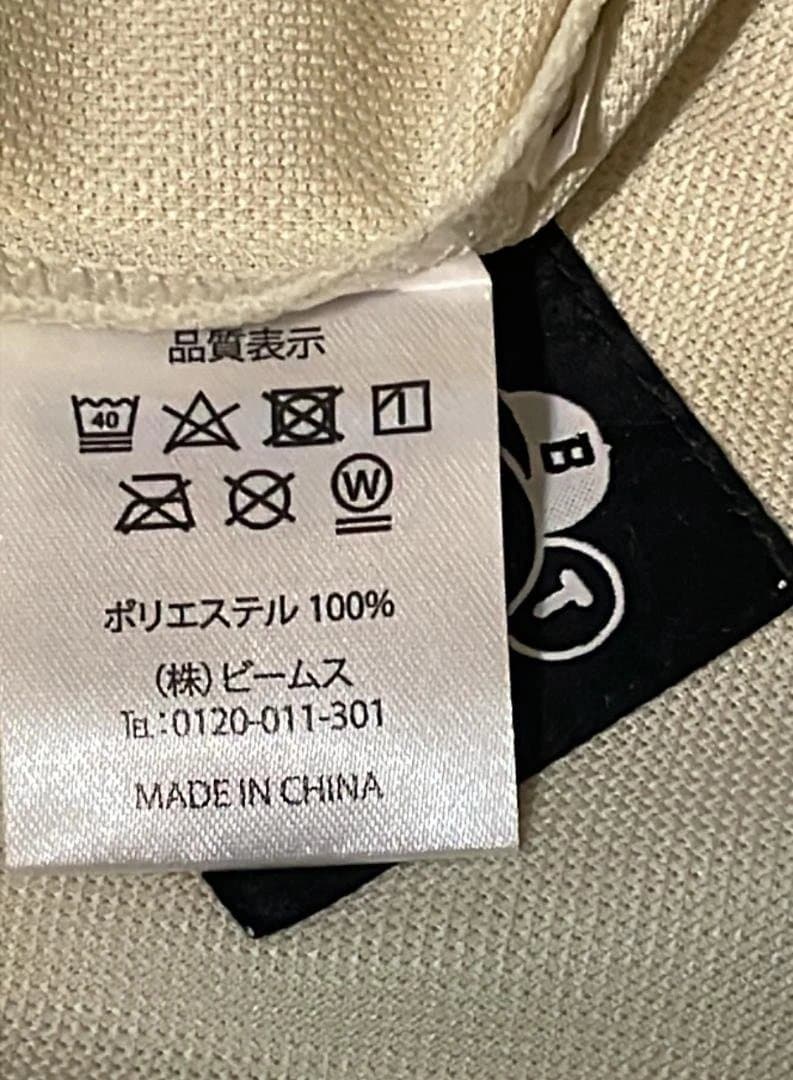 品質表示
40
W
ポリエステル 100%
(株)ビームス
TEL:0120-011-301
MADE IN CHINA
B
T